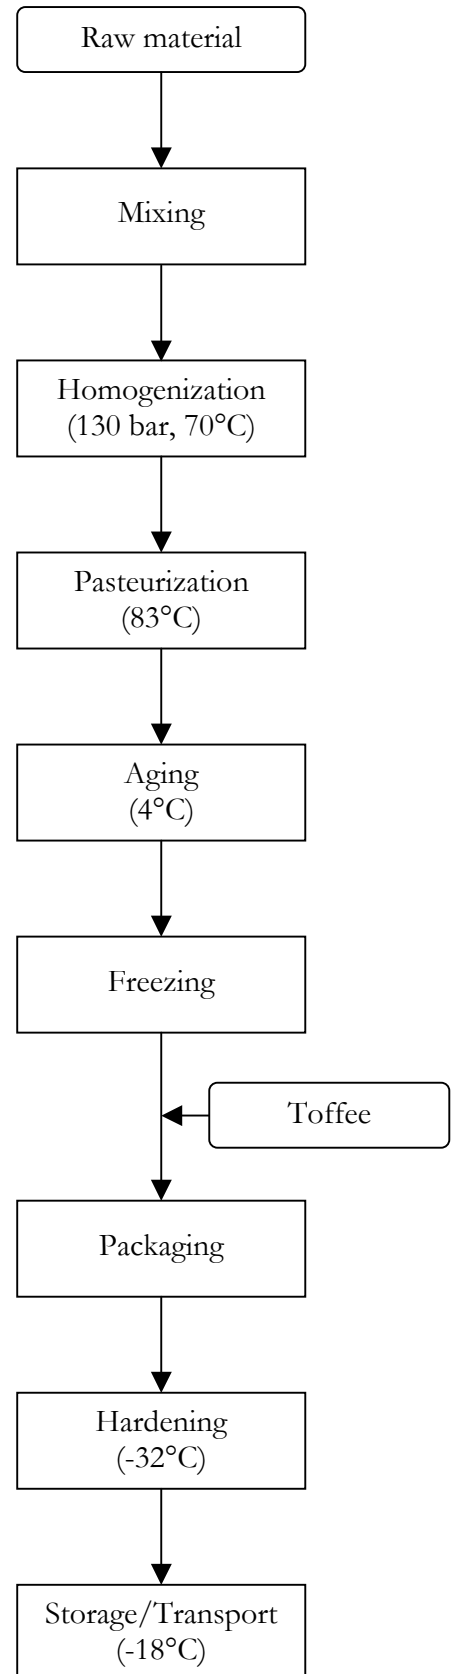 Raw material
Mixing
Homogenization
(130 bar, 70°C)
Pasteurization
(83°C)
Aging
(4°C)
Freezing
Toffee
Packaging
Hardening
(-32°C)
Storage/Transport
(-18°C)